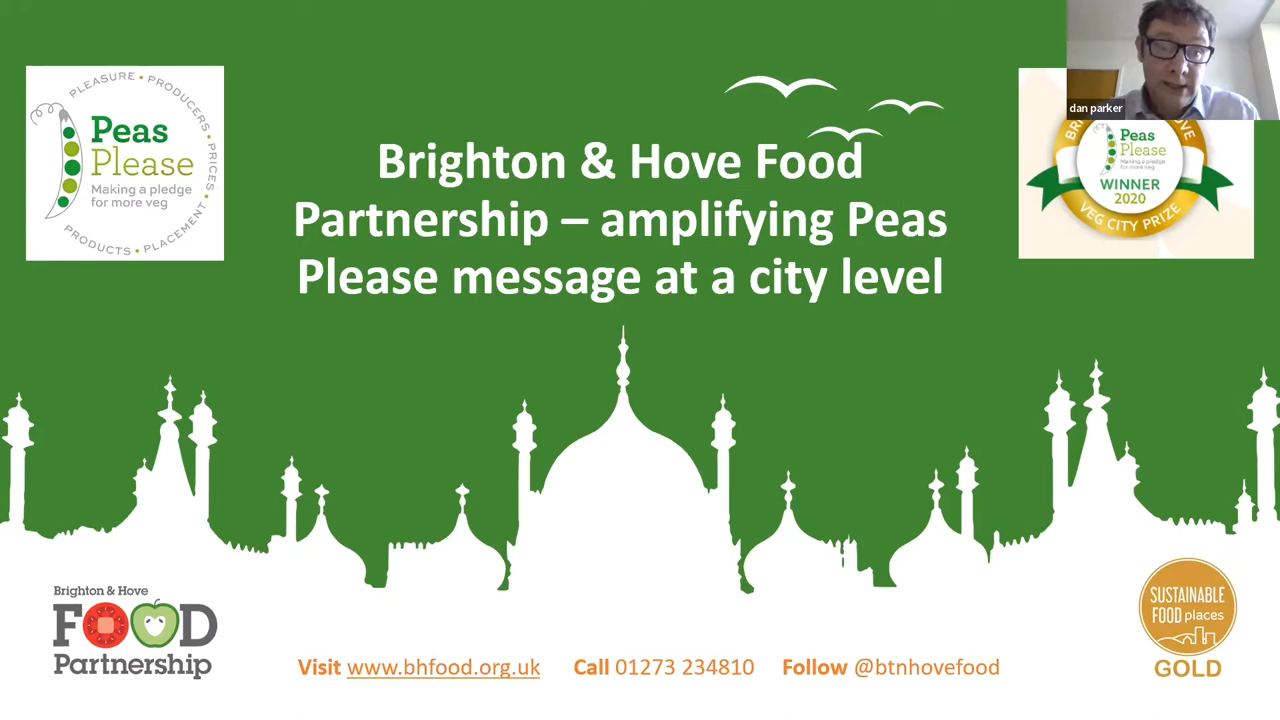 PLEASURE • PRODUCERS • PRICES • PLACEMENT • PRODUCTS
Peas
Please
Making a pledge
for more veg
dan parker
Peas
Please
Making a pledge
for more veg
WINNER
2020
VEG CITY PRIZE
Brighton & Hove Food
Partnership – amplifying Peas
Please message at a city level
Brighton & Hove
FOOD
Partnership
Visit www.bhfood.org.uk Call 01273 234810 Follow @btnhovefood
SUSTAINABLE
FOOD places
GOLD